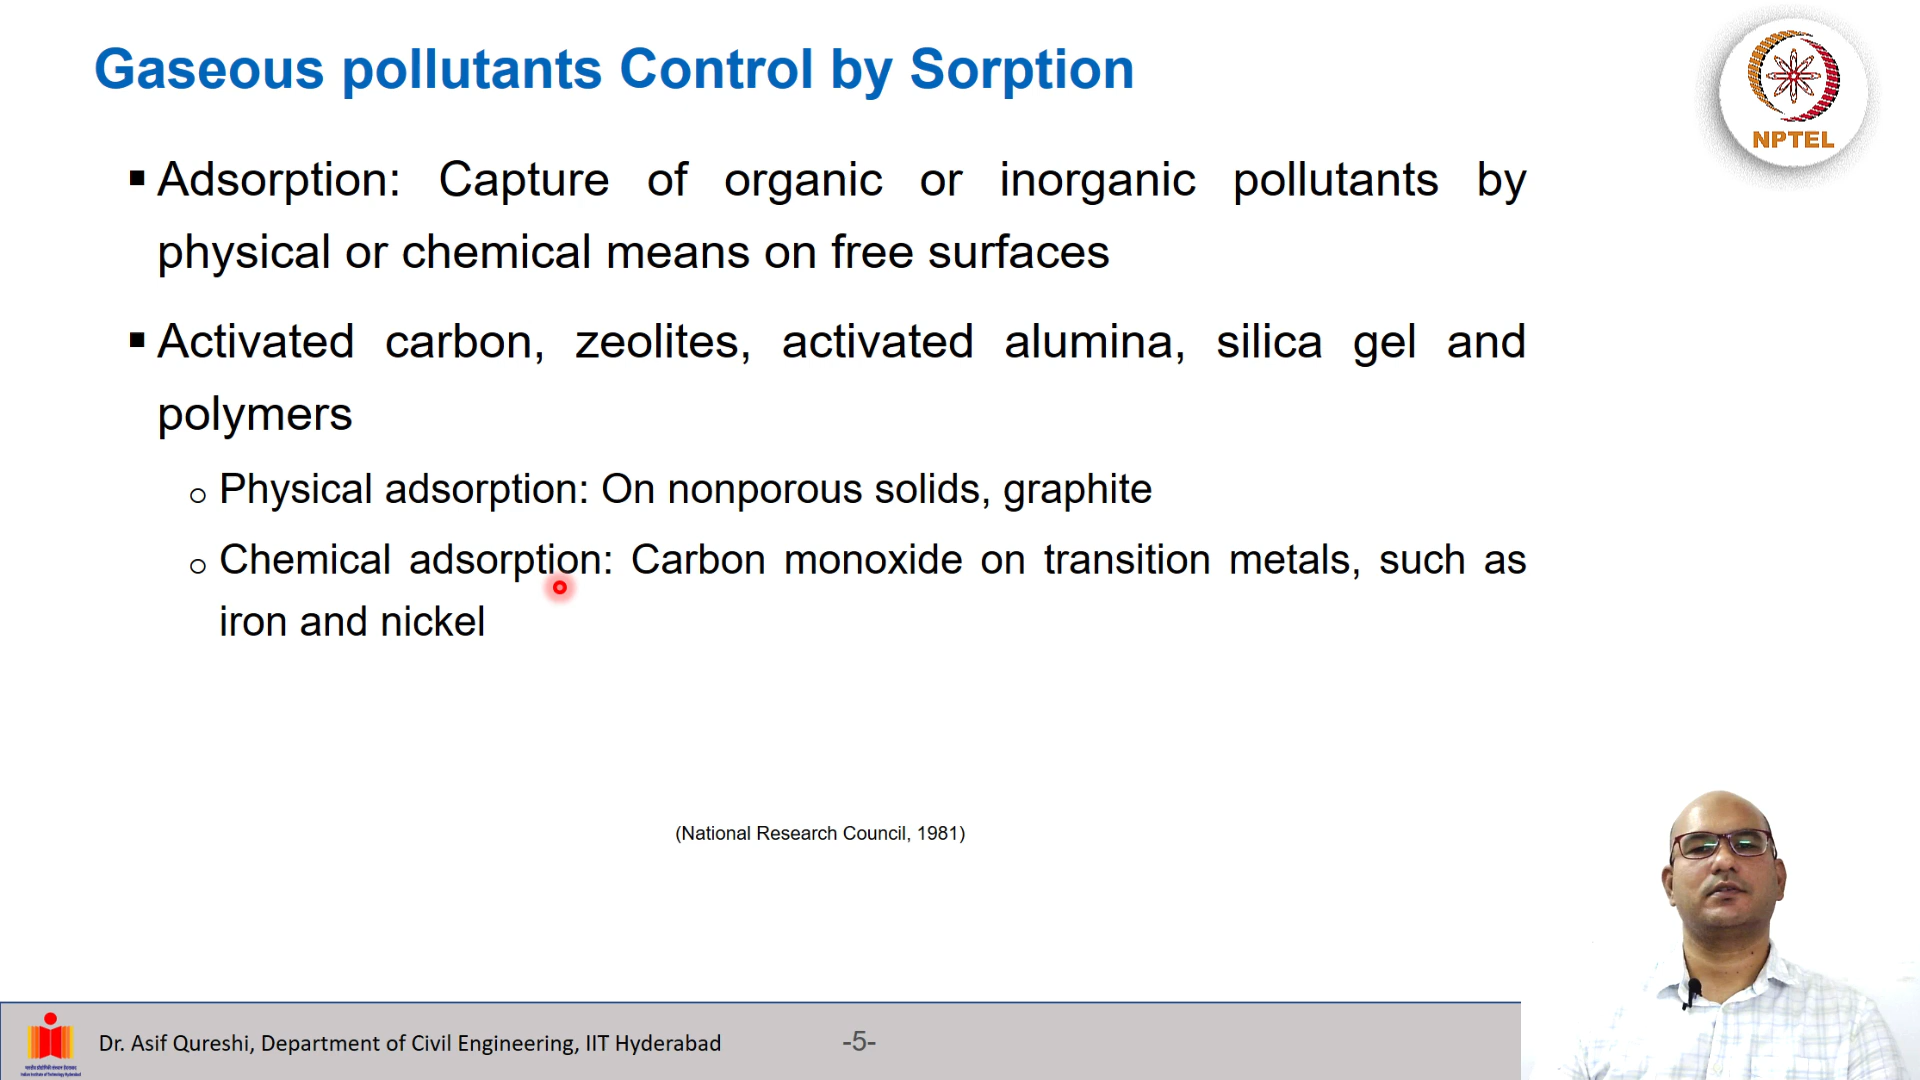 Gaseous pollutants Control by Sorption
NPTEL
▪ Adsorption: Capture of organic or inorganic pollutants by
physical or chemical means on free surfaces
▪ Activated carbon, zeolites, activated alumina, silica gel and
polymers
o Physical adsorption: On nonporous solids, graphite
o Chemical adsorption: Carbon monoxide on transition metals, such as
iron and nickel
(National Research Council, 1981)
Dr. Asif Qureshi, Department of Civil Engineering, IIT Hyderabad
-5-